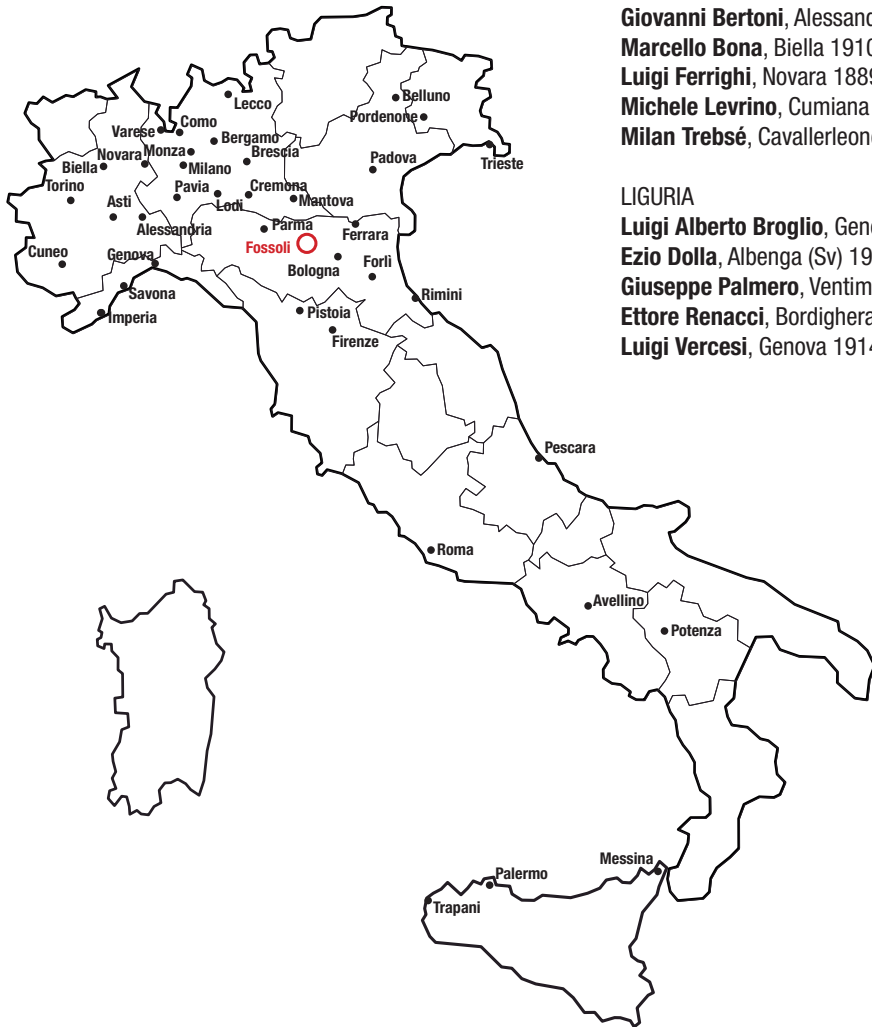 Giovanni Bertoni, Alessand
Marcello Bona, Biella 1910
Luigi Ferrighi, Novara 1889
Michele Levrino, Cumiana
Milan Trebsé, Cavallerleone
LIGURIA
Luigi Alberto Broglio, Geno
Ezio Dolla, Albenga (Sv) 19
Giuseppe Palmero, Ventim
Ettore Renacci, Bordighera
Luigi Vercesi, Genova 1914
Lecco
Belluno
Pordenone
Varese
Como
Bergamo
Trieste
Novara
Monza
Brescia
Padova
Biella
Milano
Torino
Pavia
Lodi
Cremona
Mantova
Asti
Alessandria
Parma
Ferrara
Cuneo
Genova
Fossoli
Bologna
Forlì
Savona
Rimini
Imperia
Pistoia
Firenze
Pescara
Roma
Avellino
Potenza
Messina
Palermo
Trapani